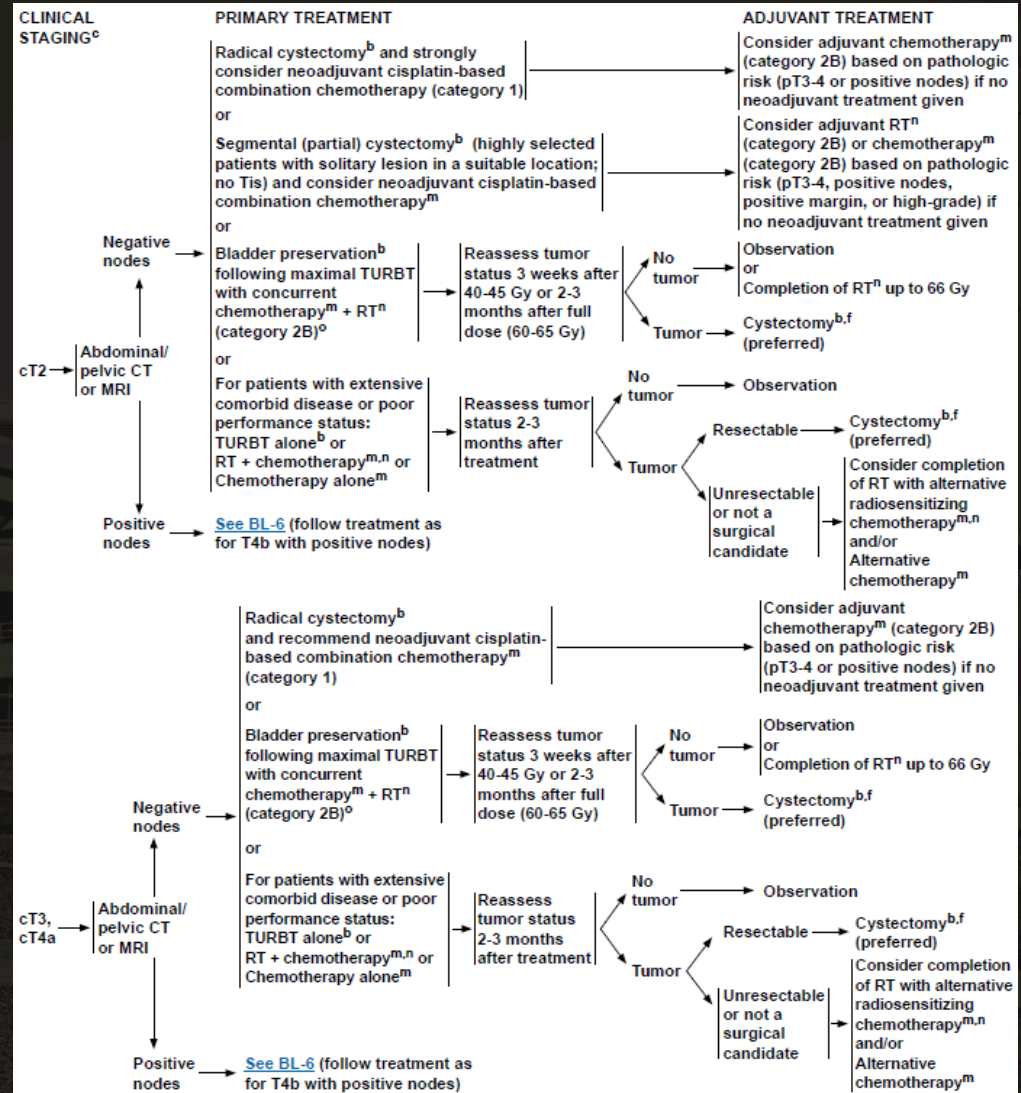 CLINICAL
STAGINGc
PRIMARY TREATMENT
ADJUVANT TREATMENT
Radical cystectomyb and strongly
consider neoadjuvant cisplatin-based
combination chemotherapy (category 1)
Consider adjuvant chemotherapym
(category 2B) based on pathologic
risk (pT3-4 or positive nodes) if no
neoadjuvant treatment given
or
Segmental (partial) cystectomyb (highly selected
patients with solitary lesion in a suitable location;
no Tis) and consider neoadjuvant cisplatin-based
combination chemotherapym
Consider adjuvant RTn
(category 2B) or chemotherapym
(category 2B) based on pathologic
risk (pT3-4, positive nodes,
positive margin, or high-grade) if
no neoadjuvant treatment given
or
Negative
nodes
Bladder preservationb
following maximal TURBT
with concurrent
chemotherapym + RTn
(category 2B)o
Reassess tumor
status 3 weeks after
40-45 Gy or 2-3
months after full
dose (60-65 Gy)
No
tumor
Observation
or
Completion of RTn up to 66 Gy
Tumor
Cystectomyb,f
(preferred)
cT2
Abdominal/
pelvic CT
or MRI
or
For patients with extensive
comorbid disease or poor
performance status:
TURBT aloneb or
RT + chemotherapym,n or
Chemotherapy alonem
Reassess tumor
status 2-3
months after
treatment
No
tumor
Observation
Tumor
Resectable
Cystectomyb,f
(preferred)
Unresectable
or not a
surgical
candidate
Consider completion
of RT with alternative
radiosensitizing
chemotherapym,n
and/or
Alternative
chemotherapym
Positive
nodes
See BL-6 (follow treatment as
for T4b with positive nodes)
Radical cystectomyb
and recommend neoadjuvant cisplatin-
based combination chemotherapym
(category 1)
Consider adjuvant
chemotherapym (category 2B)
based on pathologic risk
(pT3-4 or positive nodes) if no
neoadjuvant treatment given
or
Negative
nodes
Bladder preservationb
following maximal TURBT
with concurrent
chemotherapym + RTn
(category 2B)o
Reassess tumor
status 3 weeks after
40-45 Gy or 2-3
months after full
dose (60-65 Gy)
No
tumor
Observation
or
Completion of RTn up to 66 Gy
Tumor
Cystectomyb,f
(preferred)
or
cT3,
cT4a
Abdominal/
pelvic CT
or MRI
For patients with extensive
comorbid disease or poor
performance status:
TURBT aloneb or
RT + chemotherapym,n or
Chemotherapy alonem
Reassess
tumor status
2-3 months
after treatment
No
tumor
Observation
Tumor
Resectable
Cystectomyb,f
(preferred)
Unresectable
or not a
surgical
candidate
Consider completion
of RT with alternative
radiosensitizing
chemotherapym,n
and/or
Alternative
chemotherapym
Positive
nodes
See BL-6 (follow treatment as
for T4b with positive nodes)